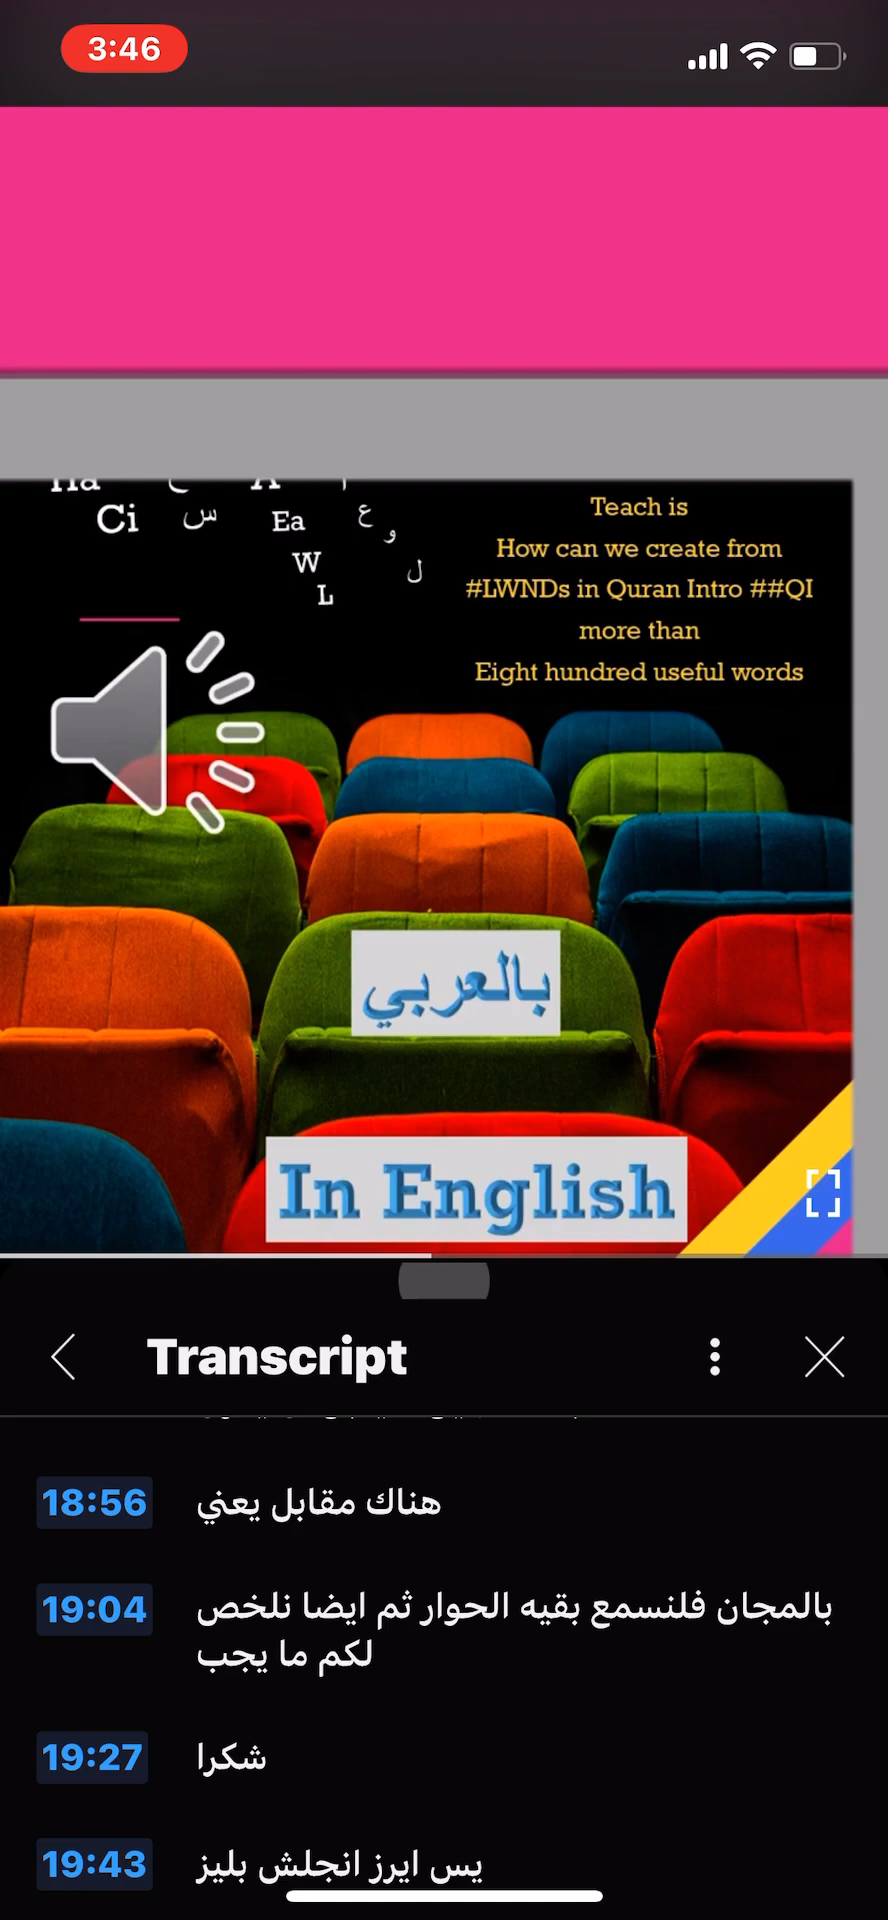 3:46
Ha
Ci س Ea ع
و
W
ل
L
Teach is
How can we create from
#LWNDs in Quran Intro ##QI
more than
Eight hundred useful words
بالعربي
In English
Transcript
18:56 هناك مقابل يعني
19:04 بالمجان فلنسمع بقيه الحوار ثم ايضا نلخص
لكم ما يجب
19:27 شكرا
19:43 يس ايرز انجلش بليز